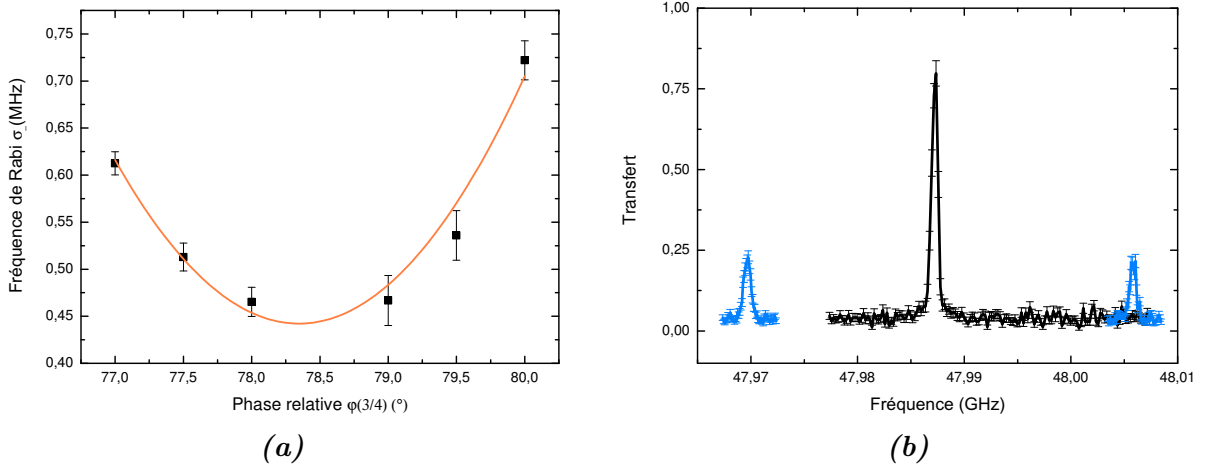 0,75
0,70
0,65
0,60
0,55
0,50
0,45
0,40
Fréquence de Rabi σ_(MHz)
77,0 77,5 78,0 78,5 79,0 79,5 80,0
Phase relative φ(3/4) (°)
(a)
1,00
0,75
0,50
0,25
0,00
Transfert
47,97 47,98 47,99 48,00 48,01
Fréquence (GHz)
(b)